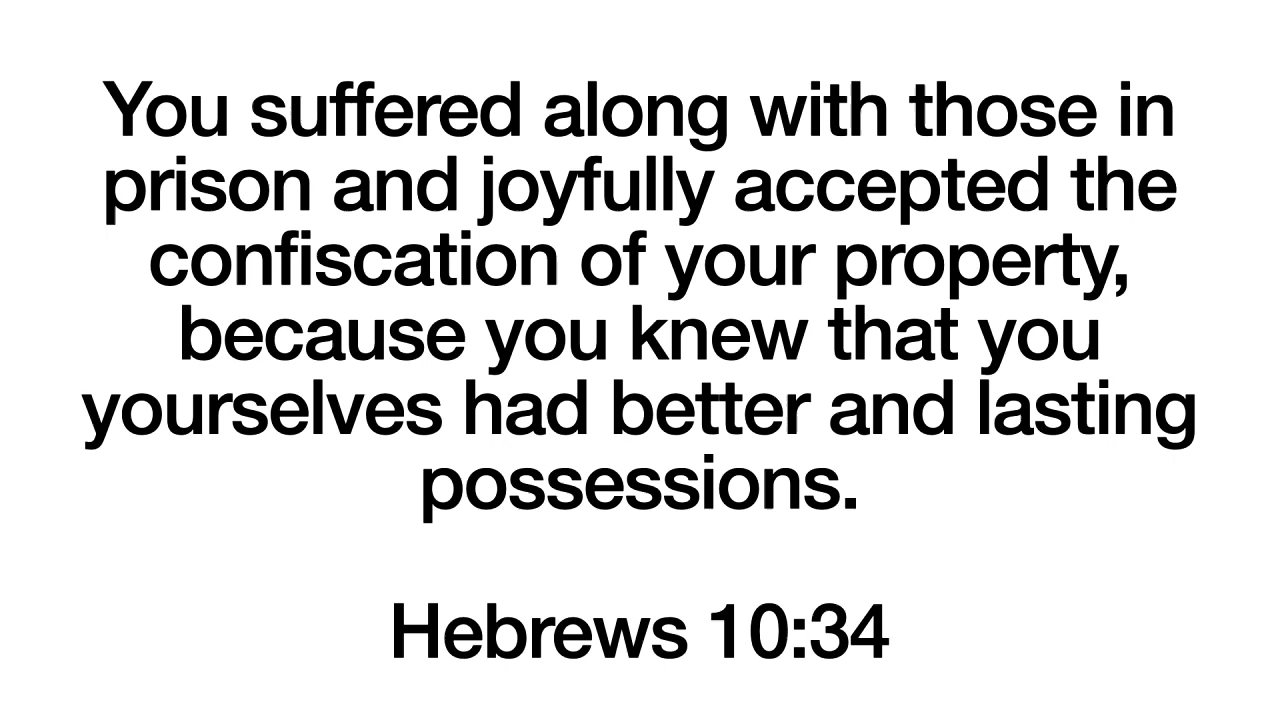 You suffered along with those in
prison and joyfully accepted the
confiscation of your property,
because you knew that you
yourselves had better and lasting
possessions.
Hebrews 10:34